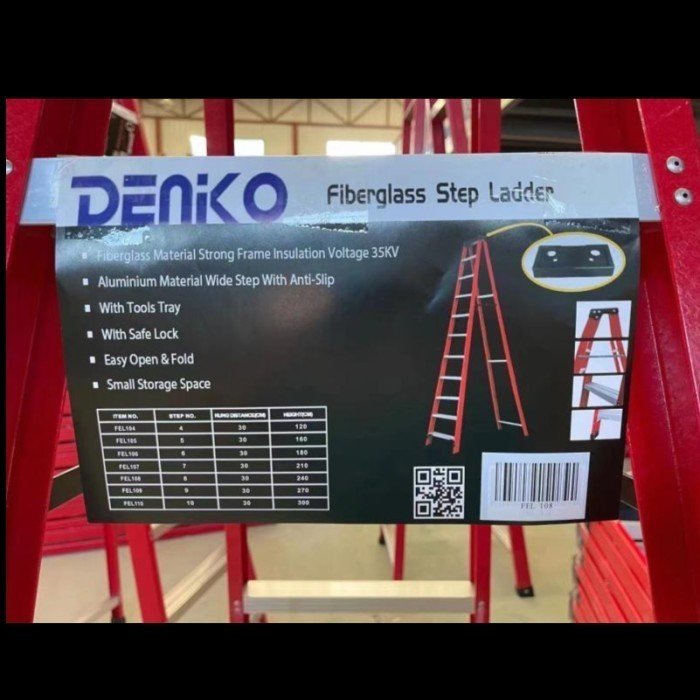 DENiKO Fiberglass Step Ladder
Fiberglass Material Strong Frame Insulation Voltage 35KV
Aluminium Material Wide Step With Anti-Slip
With Tools Tray
With Safe Lock
Easy Open & Fold
Small Storage Space
ITEM NO. STEP NO. RUNG DISTANCE(CM) HEIGHT(CM)
FEL104 4 30 120
FEL105 5 30 160
FEL106 6 30 180
FEL107 7 30 210
FEL108 8 30 240
FEL109 9 30 270
FEL110 10 30 300
FEL 108